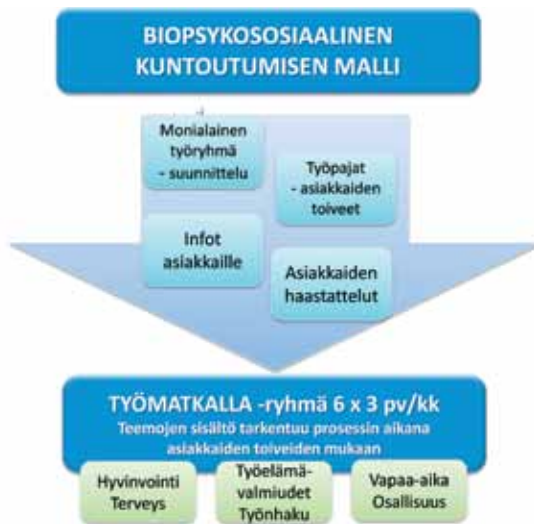 BIOPSYKOSOSIAALINEN
KUNTOUTUMISEN MALLI
Monialainen
työryhmä
- suunnittelu
Työpajat
- asiakkaiden
toiveet
Infot
asiakkaille
Asiakkaiden
haastattelut
TYÖMATKALLA -ryhmä 6 x 3 pv/kk
Teemojen sisältö tarkentuu prosessin aikana
asiakkaiden toiveiden mukaan
Hyvinvointi
Terveys
Työelämä-
valmiudet
Työnhaku
Vapaa-aika
Osallisuus